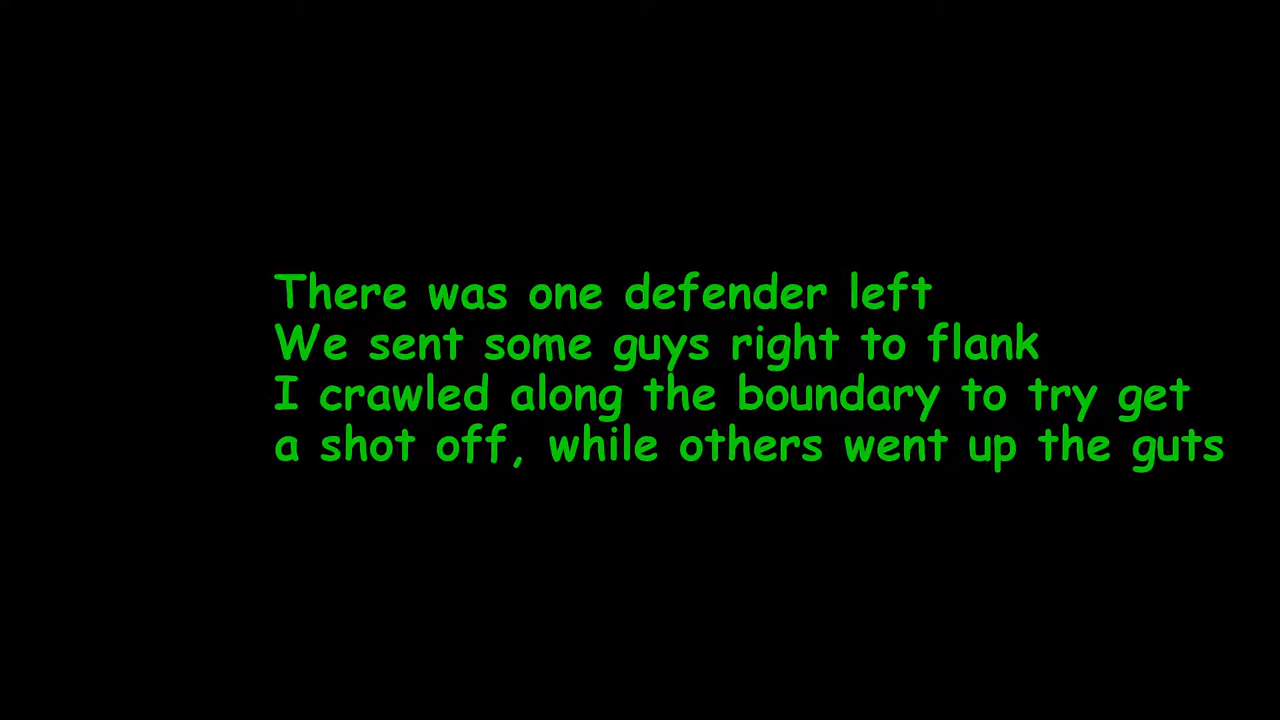 There was one defender left
We sent some guys right to flank
I crawled along the boundary to try get
a shot off, while others went up the guts